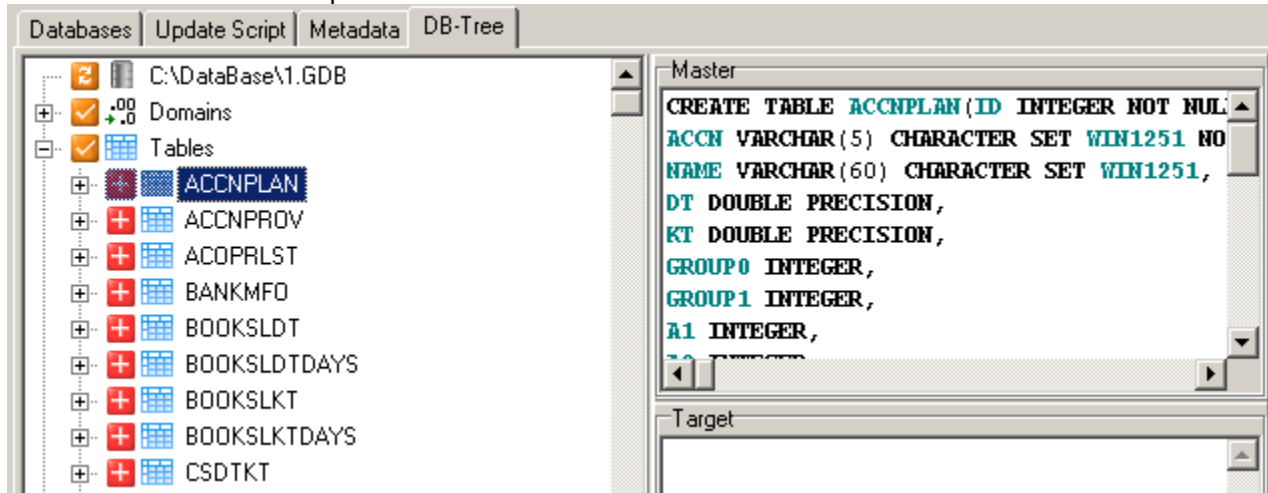 Databases Update Script Metadata DB-Tree
C:\DataBase\1.GDB
Domains
Tables
ACCNPLAN
ACCNPROV
ACOPRLST
BANKMFO
BOOKSLDT
BOOKSLDTDAYS
BOOKSLKT
BOOKSLKTDAYS
CSDTKT
Master
CREATE TABLE ACCNPLAN(ID INTEGER NOT NUL
ACCN VARCHAR(5) CHARACTER SET WIN1251 NO
NAME VARCHAR(60) CHARACTER SET WIN1251,
DT DOUBLE PRECISION,
KT DOUBLE PRECISION,
GROUP0 INTEGER,
GROUP1 INTEGER,
A1 INTEGER,
Target